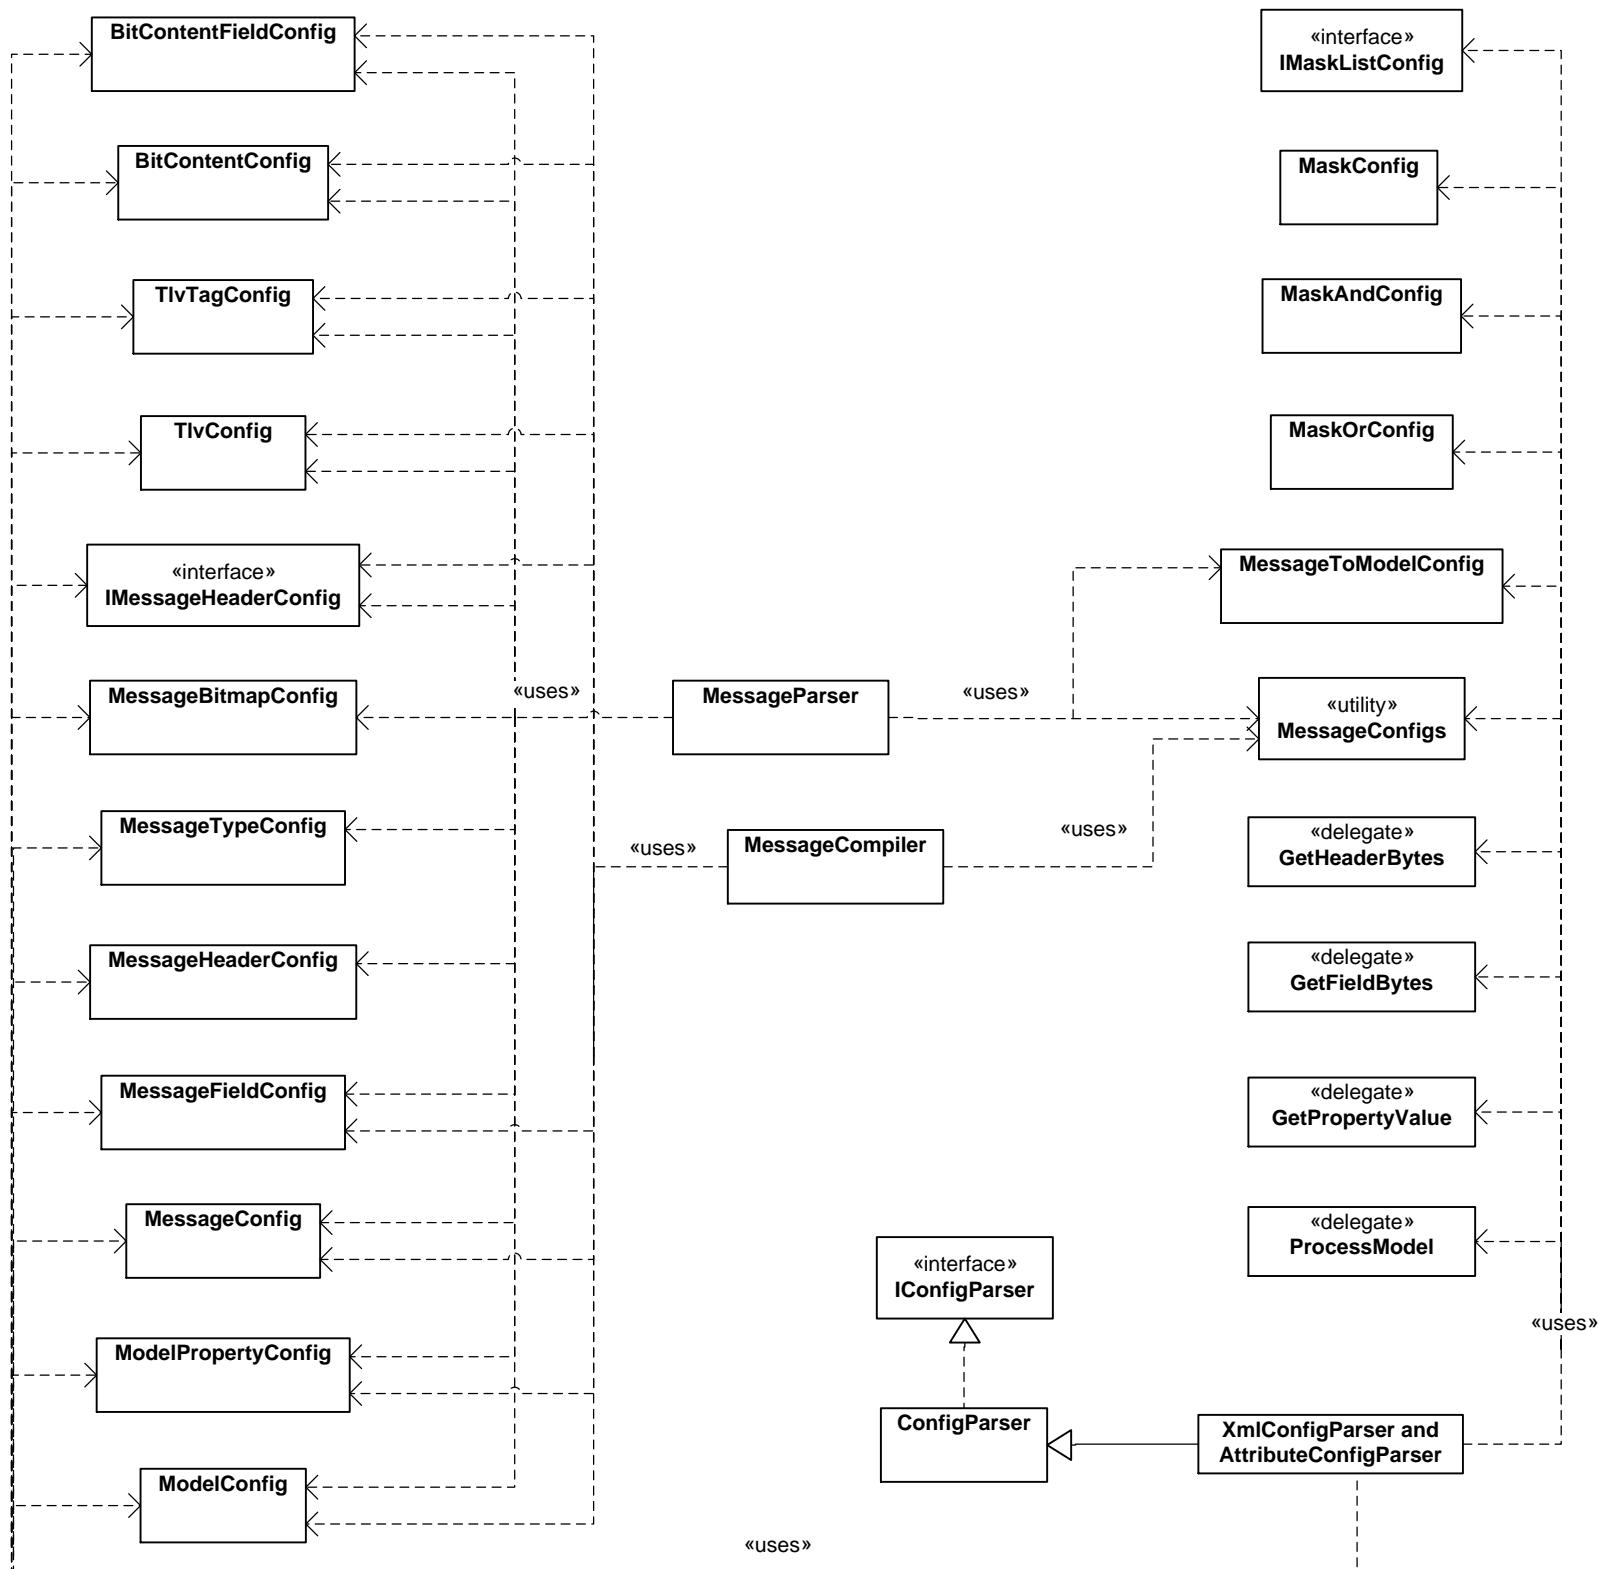 BitContentFieldConfig
BitContentConfig
TlvTagConfig
TlvConfig
«interface»
IMessageHeaderConfig
MessageBitmapConfig
MessageTypeConfig
MessageHeaderConfig
MessageFieldConfig
MessageConfig
ModelPropertyConfig
ModelConfig
«uses»
MessageParser
«uses»
«uses»
MessageCompiler
«uses»
«interface»
IConfigParser
ConfigParser
«uses»
«interface»
IMaskListConfig
MaskConfig
MaskAndConfig
MaskOrConfig
MessageToModelConfig
«utility»
MessageConfigs
«delegate»
GetHeaderBytes
«delegate»
GetFieldBytes
«delegate»
GetPropertyValue
«delegate»
ProcessModel
«uses»
XmlConfigParser and
AttributeConfigParser